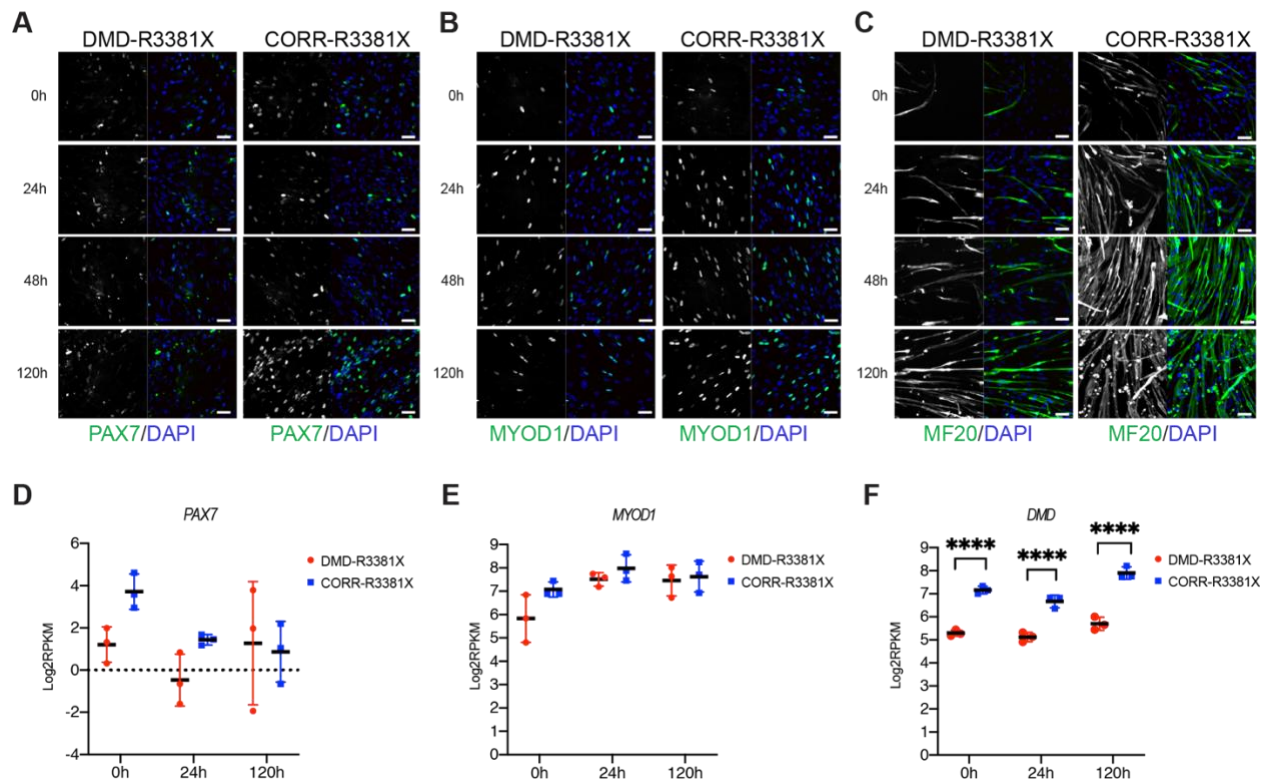 A
DMD-R3381X CORR-R3381X
0h
24h
48h
120h
PAX7/DAPI PAX7/DAPI
B
DMD-R3381X CORR-R3381X
0h
24h
48h
120h
MYOD1/DAPI MYOD1/DAPI
C
DMD-R3381X CORR-R3381X
0h
24h
48h
120h
MF20/DAPI MF20/DAPI
D
PAX7
DMD-R3381X
CORR-R3381X
Log2RPKM
6
4
2
0
-2
-4
0h 24h 120h
E
MYOD1
DMD-R3381X
CORR-R3381X
Log2RPKM
9
8
7
6
5
4
3
2
1
0
0h 24h 120h
F
DMD
DMD-R3381X
CORR-R3381X
**** **** ****
Log2RPKM
9
8
7
6
5
4
3
2
1
0
0h 24h 120h